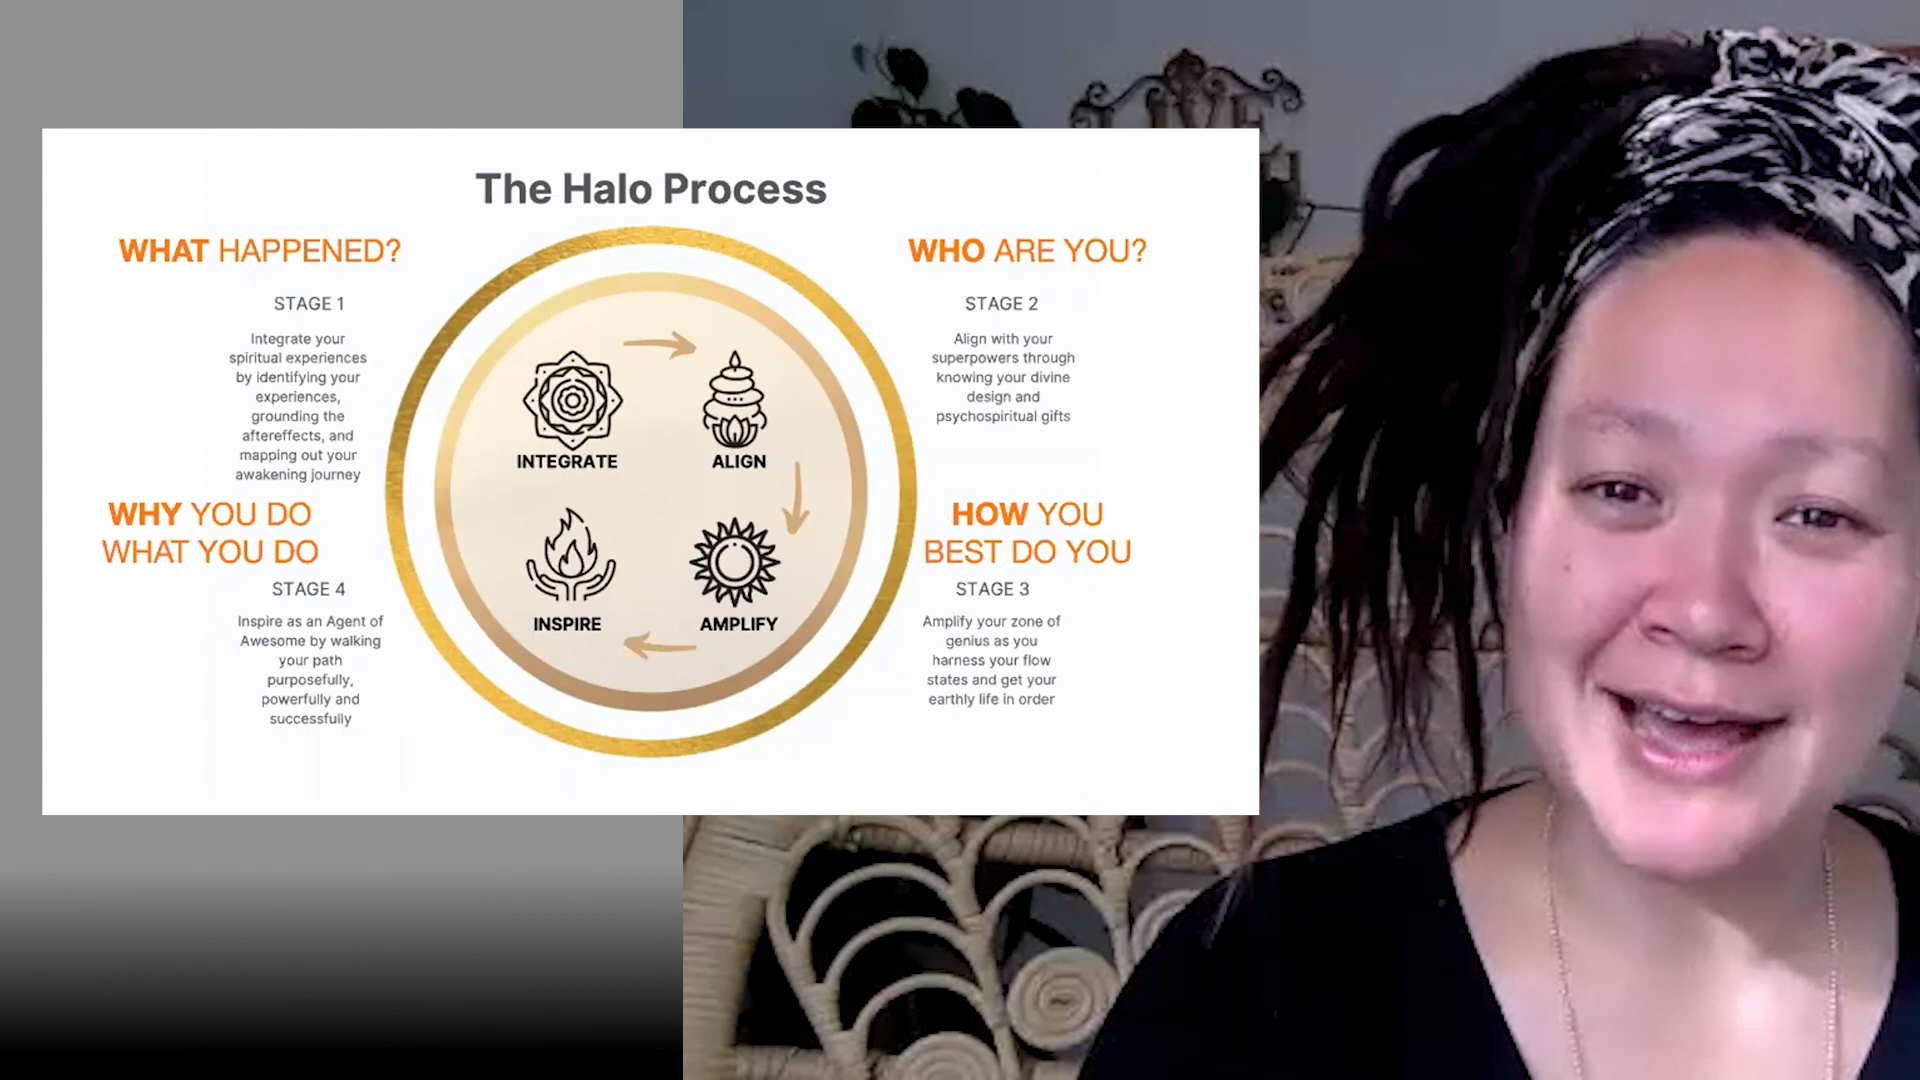 The Halo Process
WHAT HAPPENED?
STAGE 1
Integrate your
spiritual experiences
by identifying your
experiences,
grounding the
aftereffects, and
mapping out your
awakening journey
WHO ARE YOU?
STAGE 2
Align with your
superpowers through
knowing your divine
design and
psychospiritual gifts
INTEGRATE
ALIGN
HOW YOU
BEST DO YOU
STAGE 3
Amplify your zone of
genius as you
harness your flow
states and get your
earthly life in order
WHY YOU DO
WHAT YOU DO
STAGE 4
Inspire as an Agent of
Awesome by walking
your path
purposefully,
powerfully and
successfully
INSPIRE
AMPLIFY